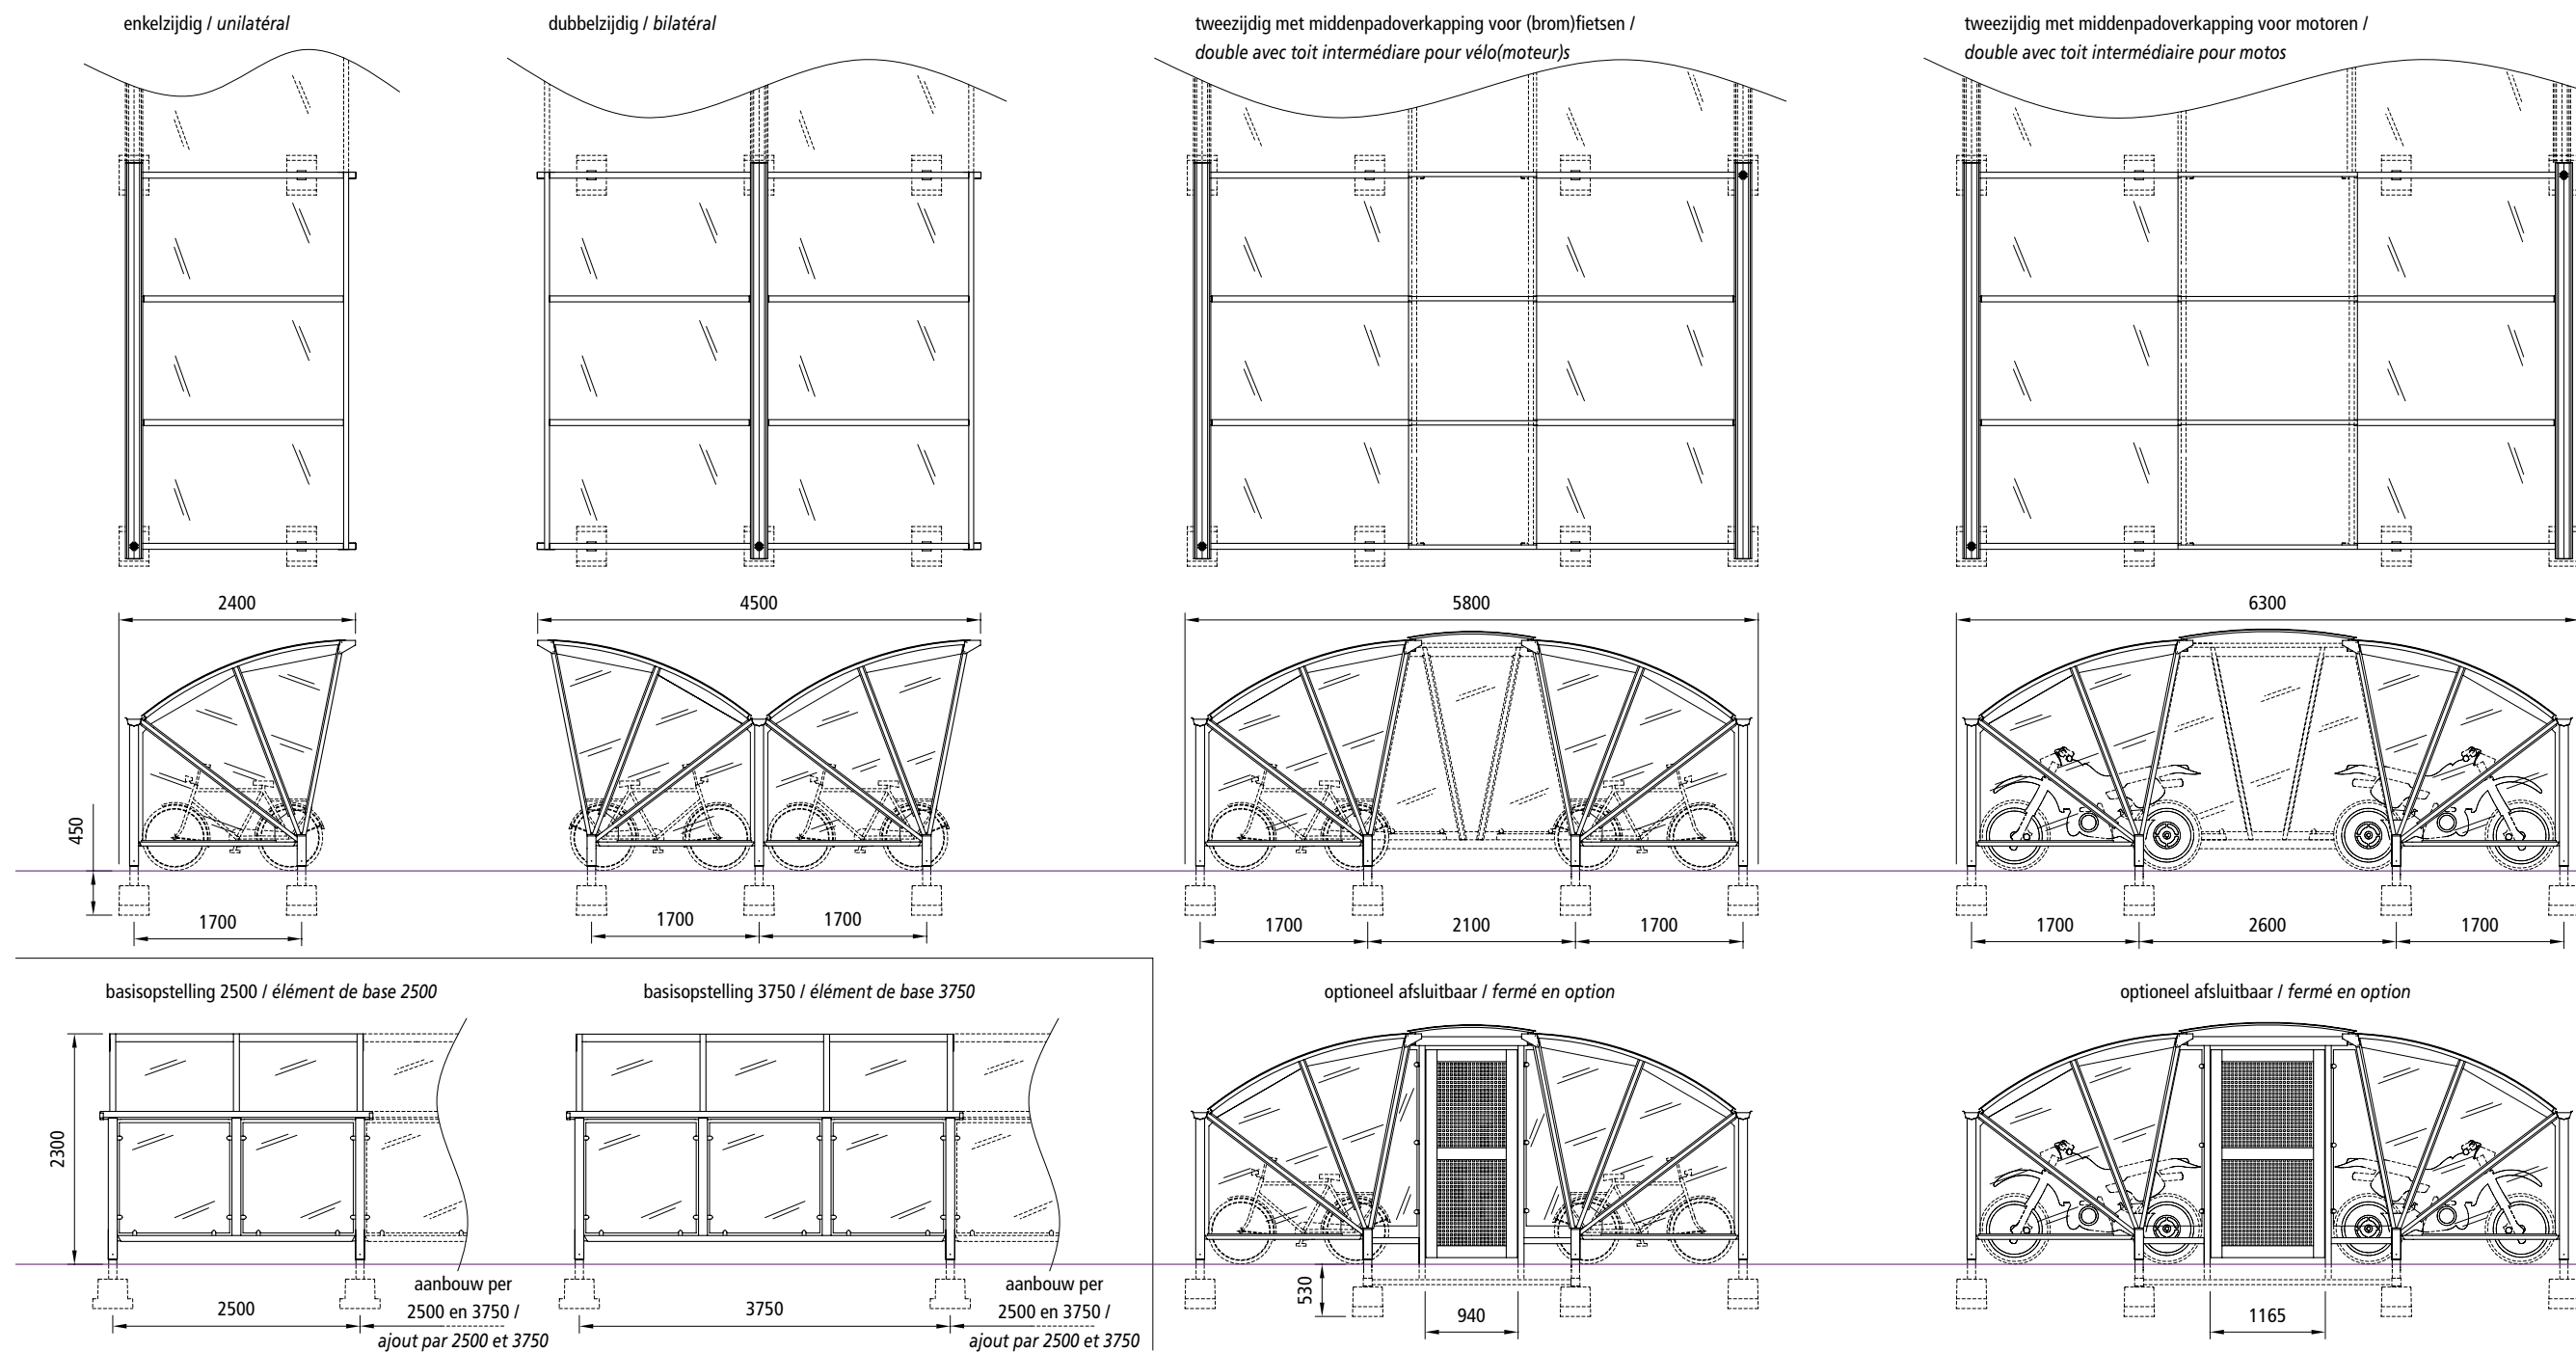 enkelzijdig / unilatéral
dubbelzijdig / bilatéral
tweezijdig met middenpadoverkapping voor (brom)fietsen /
double avec toit intermédiare pour vélo(moteur)s
tweezijdig met middenpadoverkapping voor motoren /
double avec toit intermédiaire pour motos
2400
4500
5800
6300
450
1700
1700
1700
1700
2100
1700
1700
2600
1700
basisopstelling 2500 / élément de base 2500
basisopstelling 3750 / élément de base 3750
optioneel afsluitbaar / fermé en option
optioneel afsluitbaar / fermé en option
2300
2500
aanbouw per
2500 en 3750 /
ajout par 2500 et 3750
3750
aanbouw per
2500 en 3750 /
ajout par 2500 et 3750
530
940
1165